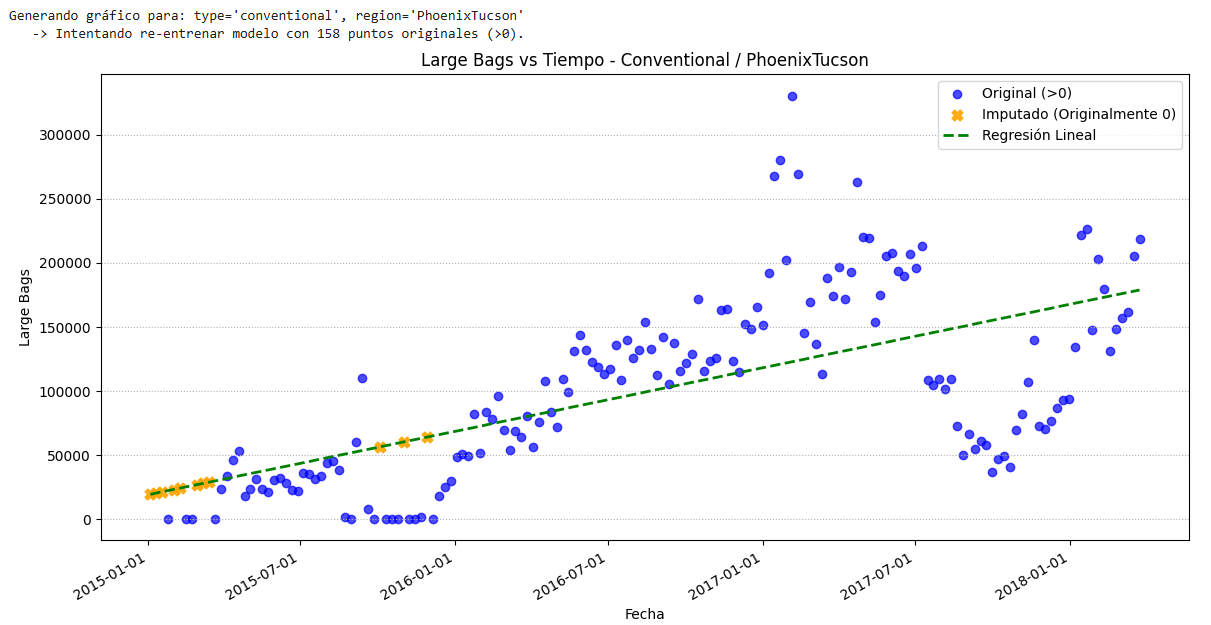 Generando gráfico para: type='conventional', region='PhoenixTucson'
-> Intentando re-entrenar modelo con 158 puntos originales (>0).
Large Bags vs Tiempo - Conventional / PhoenixTucson
Original (>0)
Imputado (Originalmente 0)
Regresión Lineal
Large Bags
300000
250000
200000
150000
100000
50000
0
2015-01-01
2015-07-01
2016-01-01
2016-07-01
2017-01-01
2017-07-01
2018-01-01
Fecha